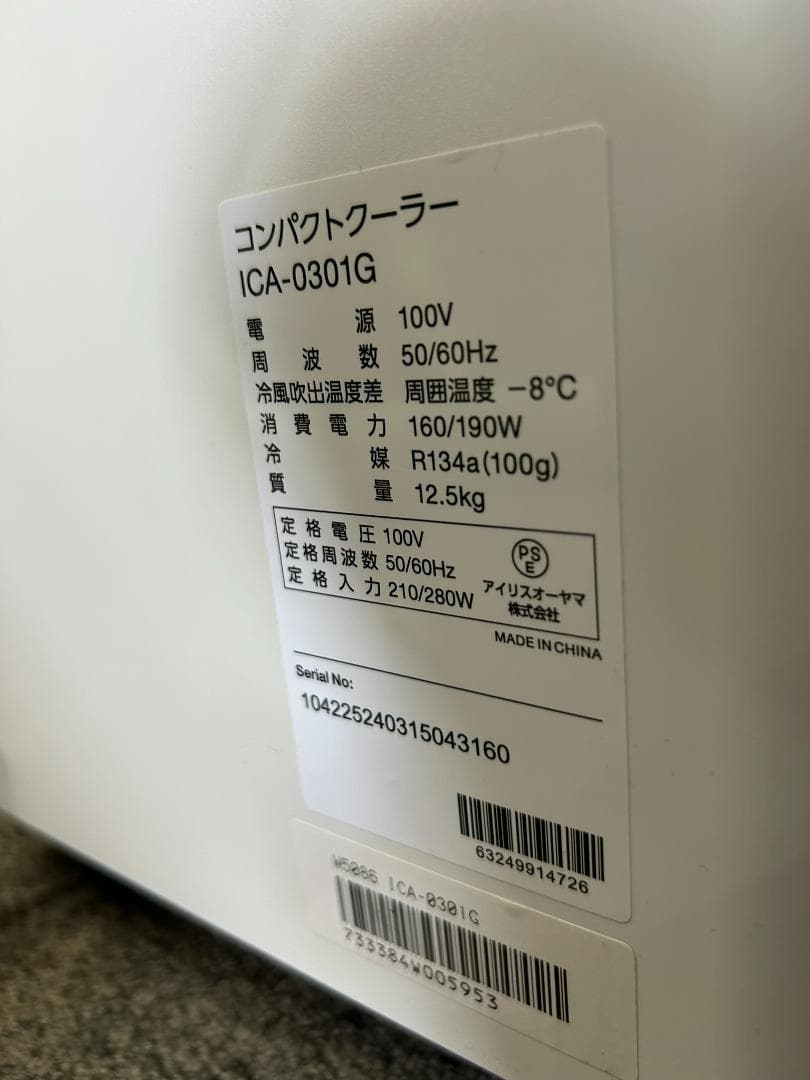 コンパクトクーラー
ICA-0301G
電源 100V
周波数 50/60Hz
冷風吹出温度差 周囲温度 −8℃
消費電力 160/190W
冷媒 R134a(100g)
質量 12.5kg
定格電圧 100V
定格周波数 50/60Hz
定格入力 210/280W
PS
E
アイリスオーヤマ
株式会社
MADE IN CHINA
Serial No:
104225240315043160
63249914726
W5086 ICA-0301G
733384W005953